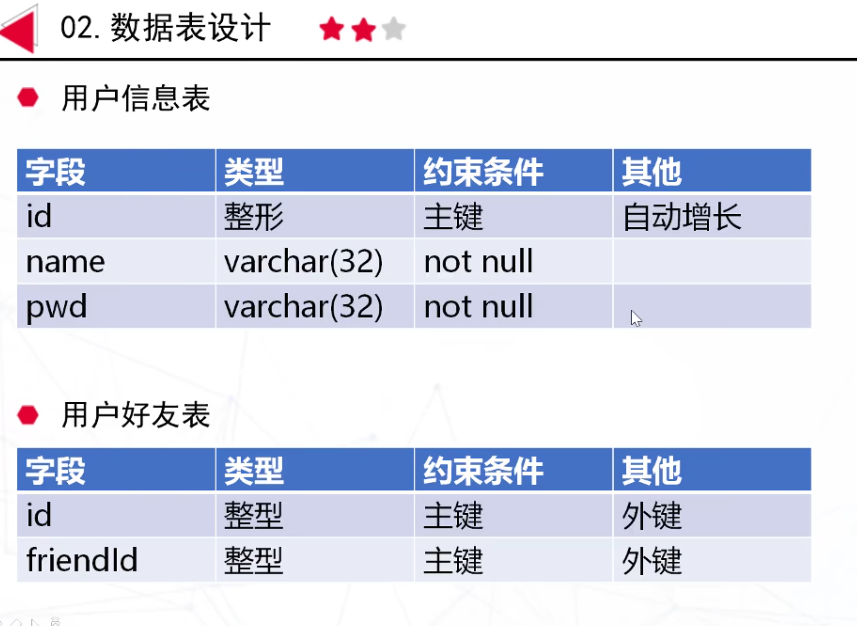 02. 数据表设计
用户信息表
字段 类型 约束条件 其他
id 整形 主键 自动增长
name varchar(32) not null
pwd varchar(32) not null
用户好友表
字段 类型 约束条件 其他
id 整型 主键 外键
friendId 整型 主键 外键